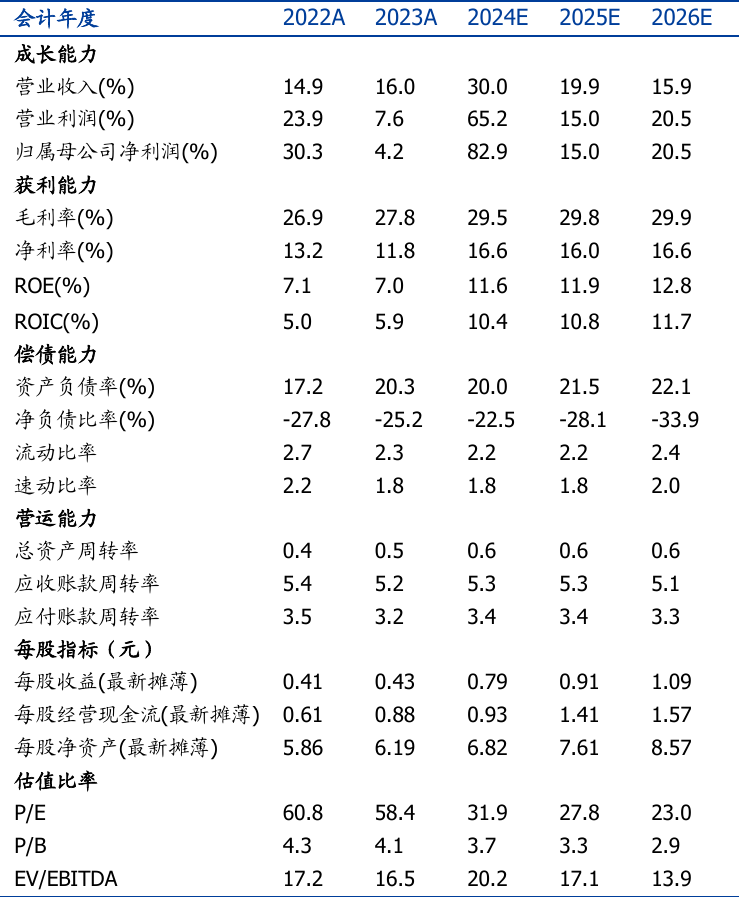 会计年度 2022A 2023A 2024E 2025E 2026E
成长能力
营业收入(%) 14.9 16.0 30.0 19.9 15.9
营业利润(%) 23.9 7.6 65.2 15.0 20.5
归属母公司净利润(%) 30.3 4.2 82.9 15.0 20.5
获利能力
毛利率(%) 26.9 27.8 29.5 29.8 29.9
净利率(%) 13.2 11.8 16.6 16.0 16.6
ROE(%) 7.1 7.0 11.6 11.9 12.8
ROIC(%) 5.0 5.9 10.4 10.8 11.7
偿债能力
资产负债率(%) 17.2 20.3 20.0 21.5 22.1
净负债比率(%) -27.8 -25.2 -22.5 -28.1 -33.9
流动比率 2.7 2.3 2.2 2.2 2.4
速动比率 2.2 1.8 1.8 1.8 2.0
营运能力
总资产周转率 0.4 0.5 0.6 0.6 0.6
应收账款周转率 5.4 5.2 5.3 5.3 5.1
应付账款周转率 3.5 3.2 3.4 3.4 3.3
每股指标（元）
每股收益(最新摊薄) 0.41 0.43 0.79 0.91 1.09
每股经营现金流(最新摊薄) 0.61 0.88 0.93 1.41 1.57
每股净资产(最新摊薄) 5.86 6.19 6.82 7.61 8.57
估值比率
P/E 60.8 58.4 31.9 27.8 23.0
P/B 4.3 4.1 3.7 3.3 2.9
EV/EBITDA 17.2 16.5 20.2 17.1 13.9